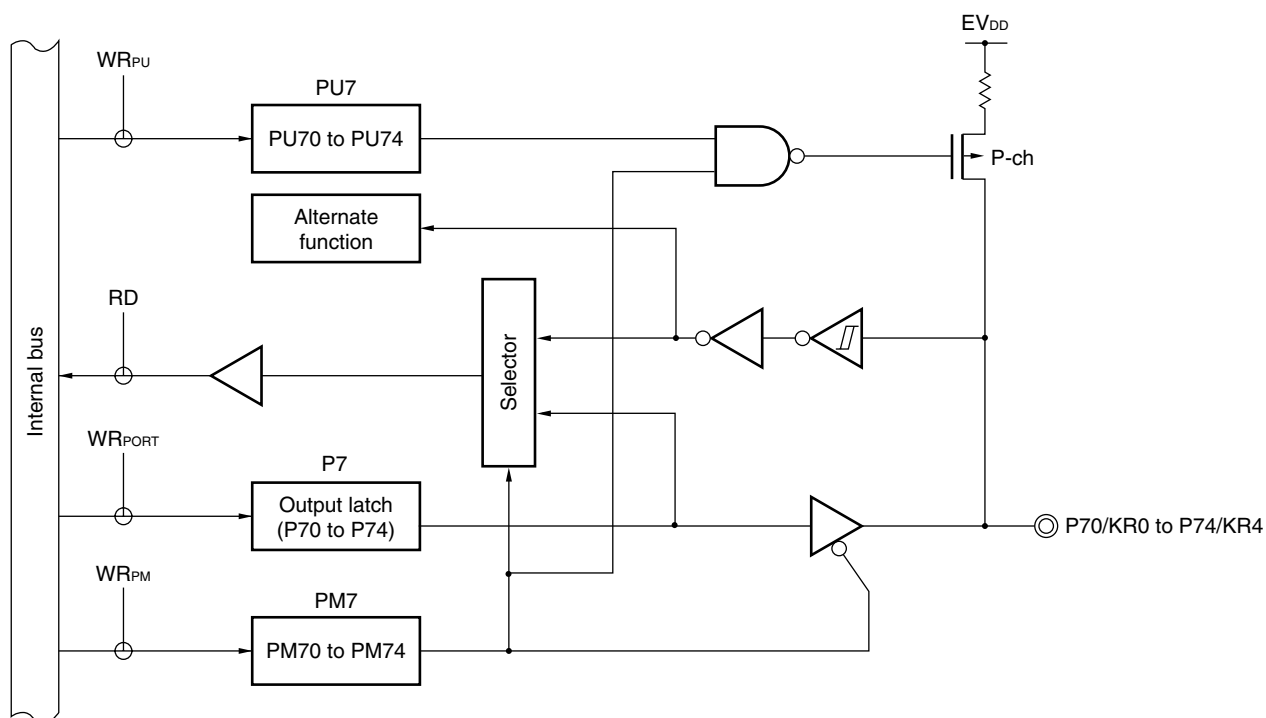 EVDD
WRPU
PU7
PU70 to PU74
P-ch
Alternate
function
RD
Internal bus
Selector
WRPORT
P7
Output latch
(P70 to P74)
P70/KR0 to P74/KR4
WRPM
PM7
PM70 to PM74